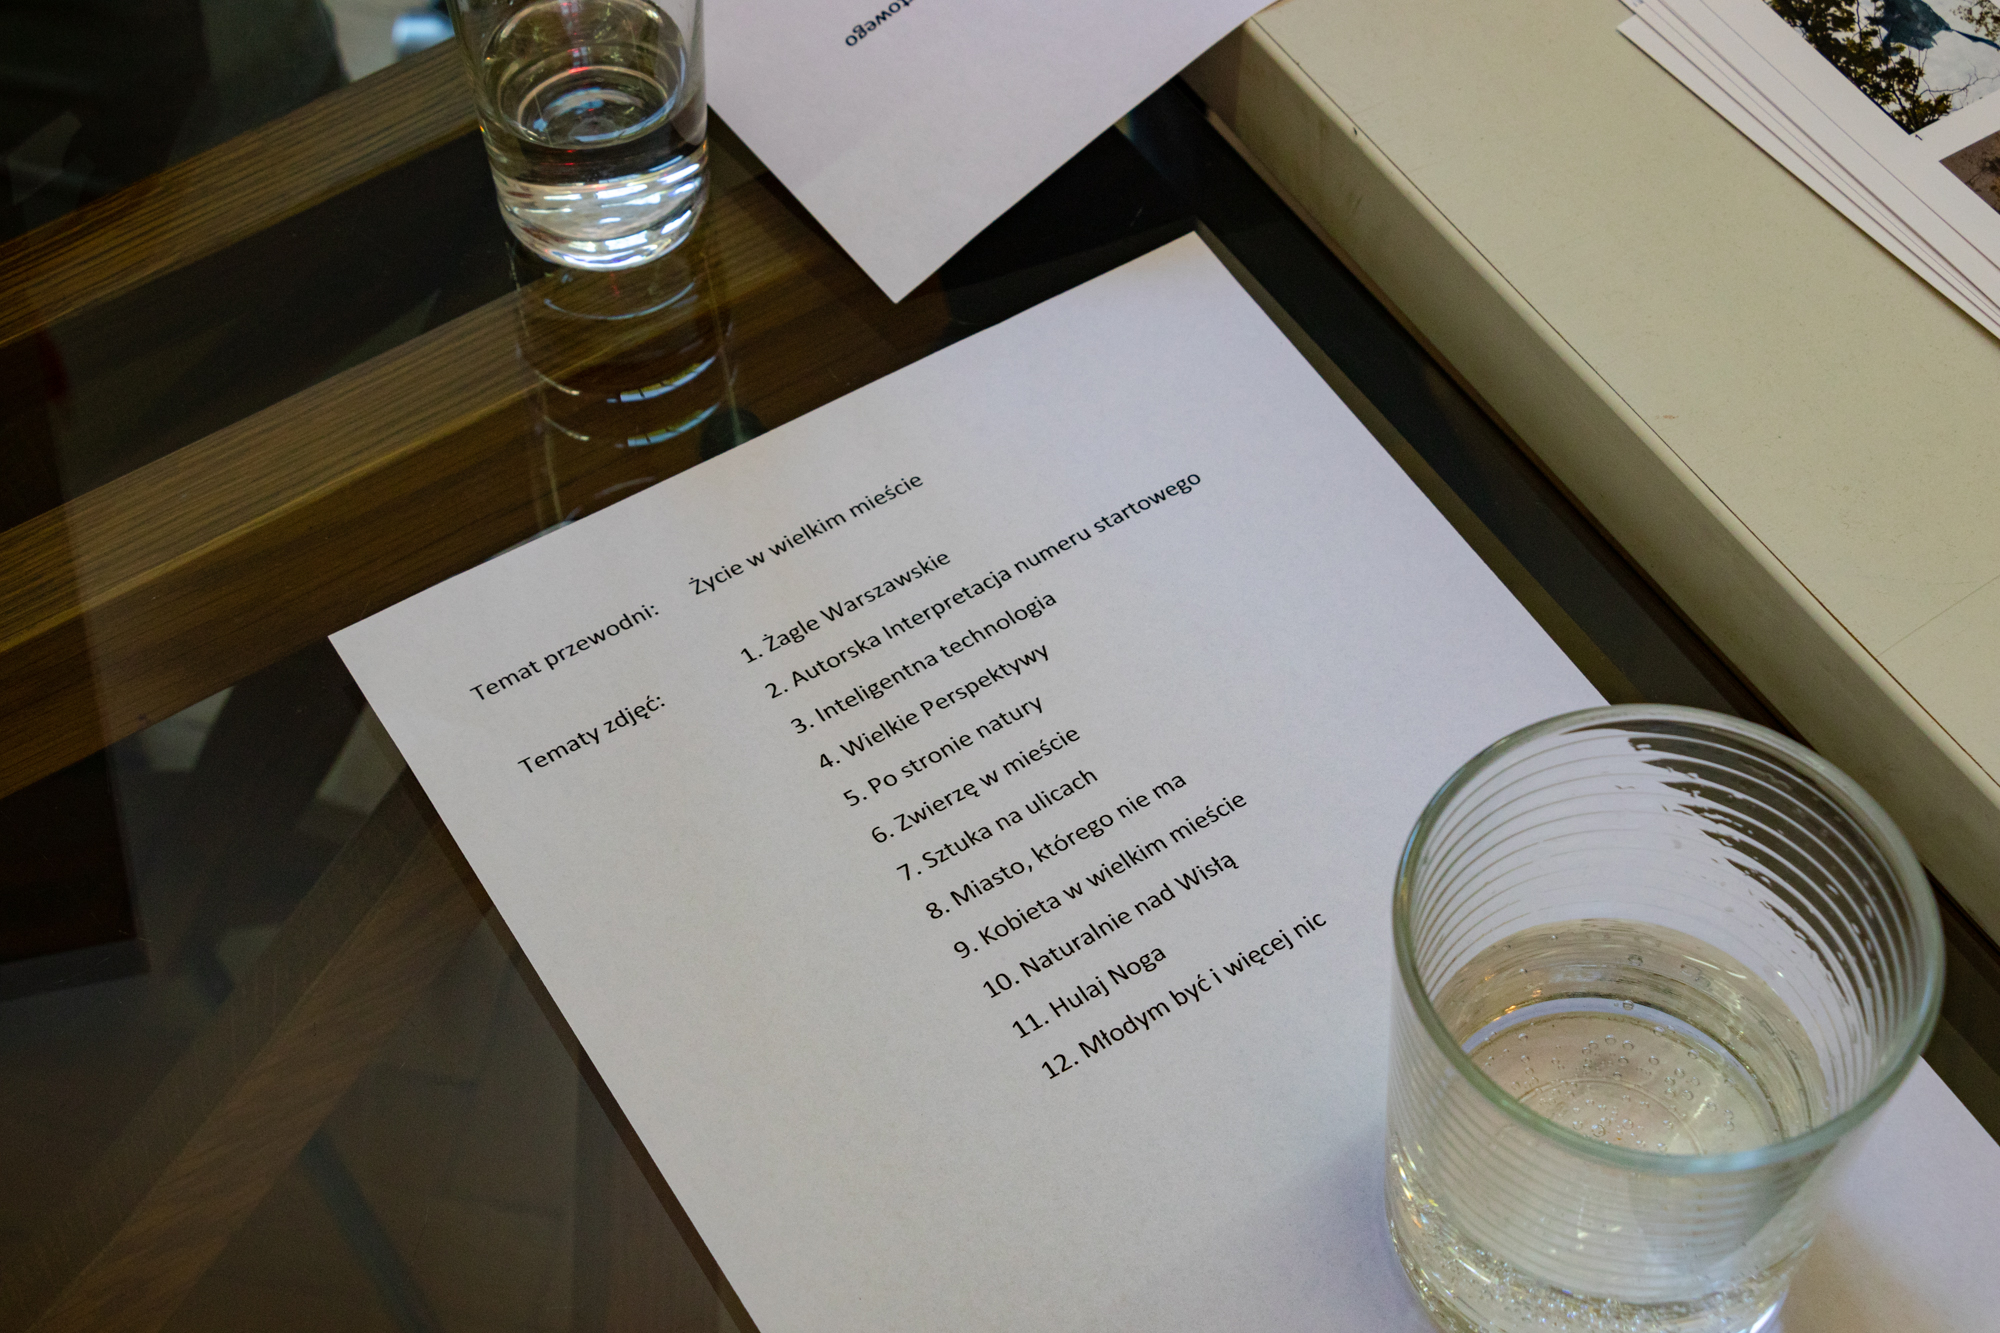 towego
Temat przewodni: Życie w wielkim mieście
Tematy zdjęć: 1. Żagle Warszawskie
2. Autorska Interpretacja numeru startowego
3. Inteligentna technologia
4. Wielkie Perspektywy
5. Po stronie natury
6. Zwierzę w mieście
7. Sztuka na ulicach
8. Miasto, którego nie ma
9. Kobieta w wielkim mieście
10. Naturalnie nad Wisłą
11. Hulaj Noga
12. Młodym być i więcej nic